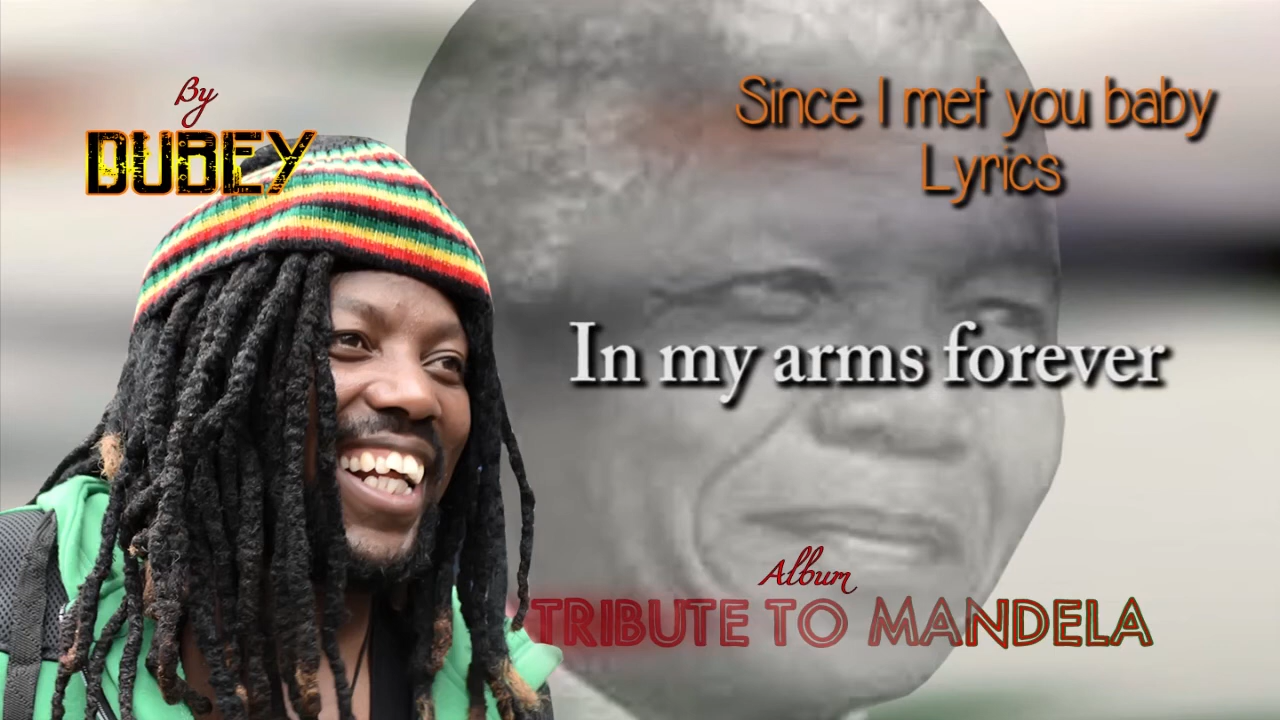 By
DUBEY
Since I met you baby
Lyrics
In my arms forever
Album
TRIBUTE TO MANDELA